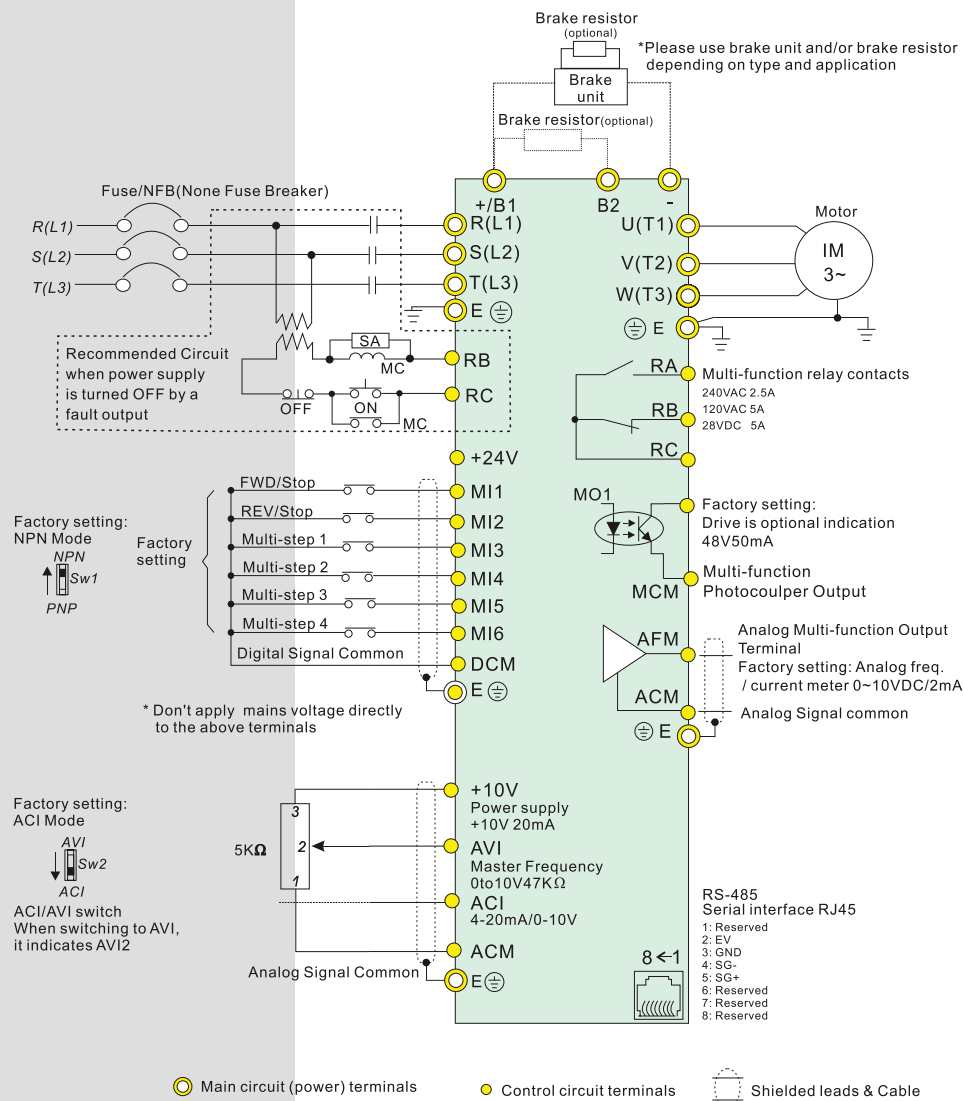 Brake resistor
(optional)
*Please use brake unit and/or brake resistor
depending on type and application
Brake
unit
Brake resistor(optional)
Fuse/NFB(None Fuse Breaker)
+/B1
B2
-
R(L1)
S(L2)
T(L3)
R(L1)
S(L2)
T(L3)
E
U(T1)
V(T2)
W(T3)
E
Motor
IM
3~
Recommended Circuit
when power supply
is turned OFF by a
fault output
SA
MC
OFF
ON
MC
RB
RC
RA
RB
RC
Multi-function relay contacts
240VAC 2.5A
120VAC 5A
28VDC 5A
+24V
FWD/Stop
REV/Stop
Multi-step 1
Multi-step 2
Multi-step 3
Multi-step 4
Digital Signal Common
MI1
MI2
MI3
MI4
MI5
MI6
DCM
E
Factory setting:
NPN Mode
NPN
Sw1
PNP
Factory
setting
* Don't apply mains voltage directly
to the above terminals
MO1
Factory setting:
Drive is optional indication
48V50mA
MCM
Multi-function
Photocoulper Output
AFM
ACM
E
Analog Multi-function Output
Terminal
Factory setting: Analog freq.
/ current meter 0~10VDC/2mA
Analog Signal common
Factory setting:
ACI Mode
AVI
Sw2
ACI
ACI/AVI switch
When switching to AVI,
it indicates AVI2
5KΩ
3
2
1
+10V
Power supply
+10V 20mA
AVI
Master Frequency
0to10V47KΩ
ACI
4-20mA/0-10V
ACM
Analog Signal Common
E
8←1
RS-485
Serial interface RJ45
1: Reserved
2: EV
3: GND
4: SG-
5: SG+
6: Reserved
7: Reserved
8: Reserved
Main circuit (power) terminals
Control circuit terminals
Shielded leads & Cable